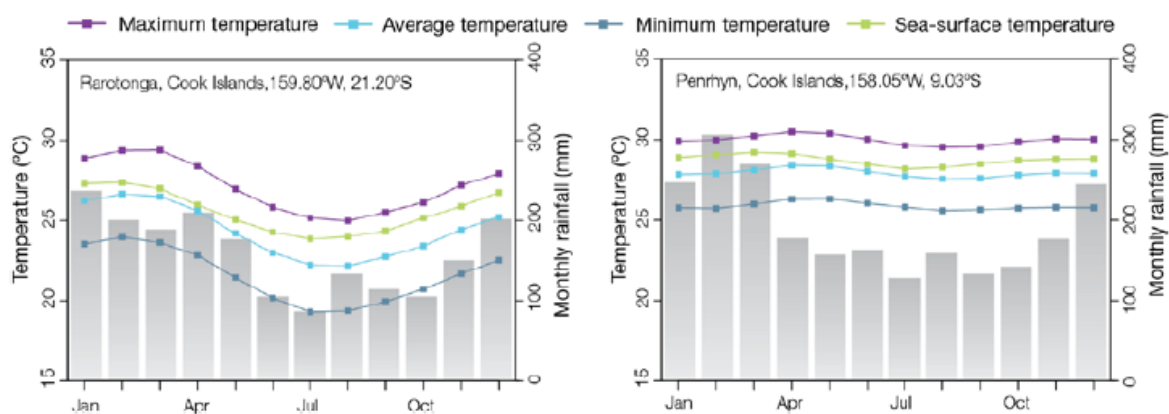 Maximum temperature Average temperature Minimum temperature Sea-surface temperature
35
30
25
20
15
Temperature (ºC)
Rarotonga, Cook Islands,159.80ºW, 21.20ºS
400
300
200
100
0
Monthly rainfall (mm)
Jan Apr Jul Oct
35
30
25
20
15
Temperature (ºC)
Penrhyn, Cook Islands,158.05ºW, 9.03ºS
400
300
200
100
0
Monthly rainfall (mm)
Jan Apr Jul Oct